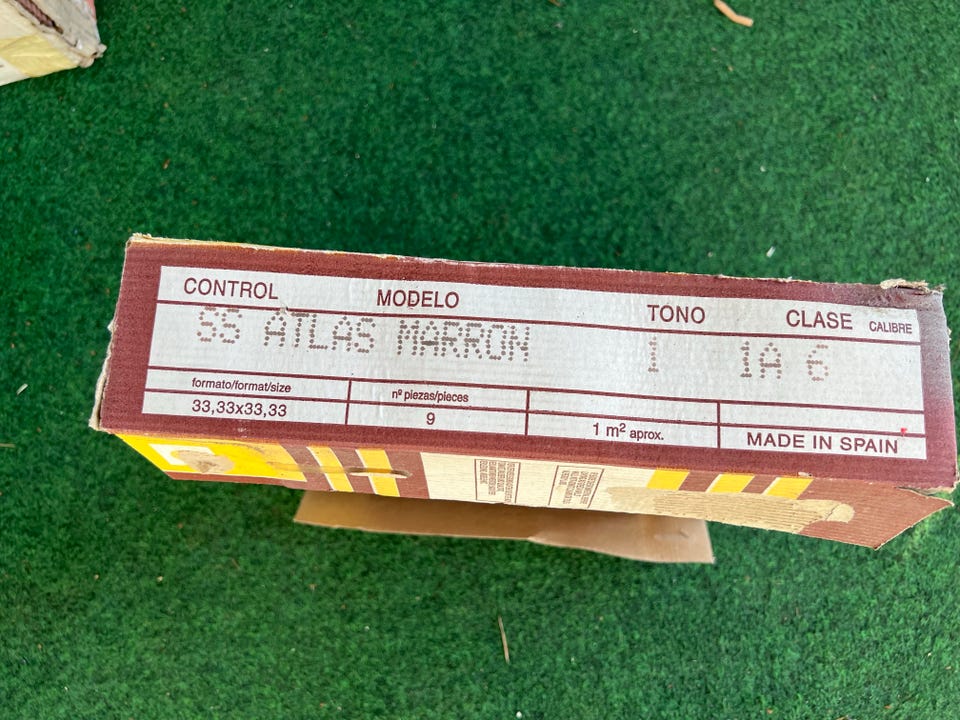 CONTROL MODELO TONO CLASE CALIBRE
SS ATLAS MARRON 1 1A 6
formato/format/size nº piezas/pieces
33,33x33,33 9 1 m² aprox. MADE IN SPAIN